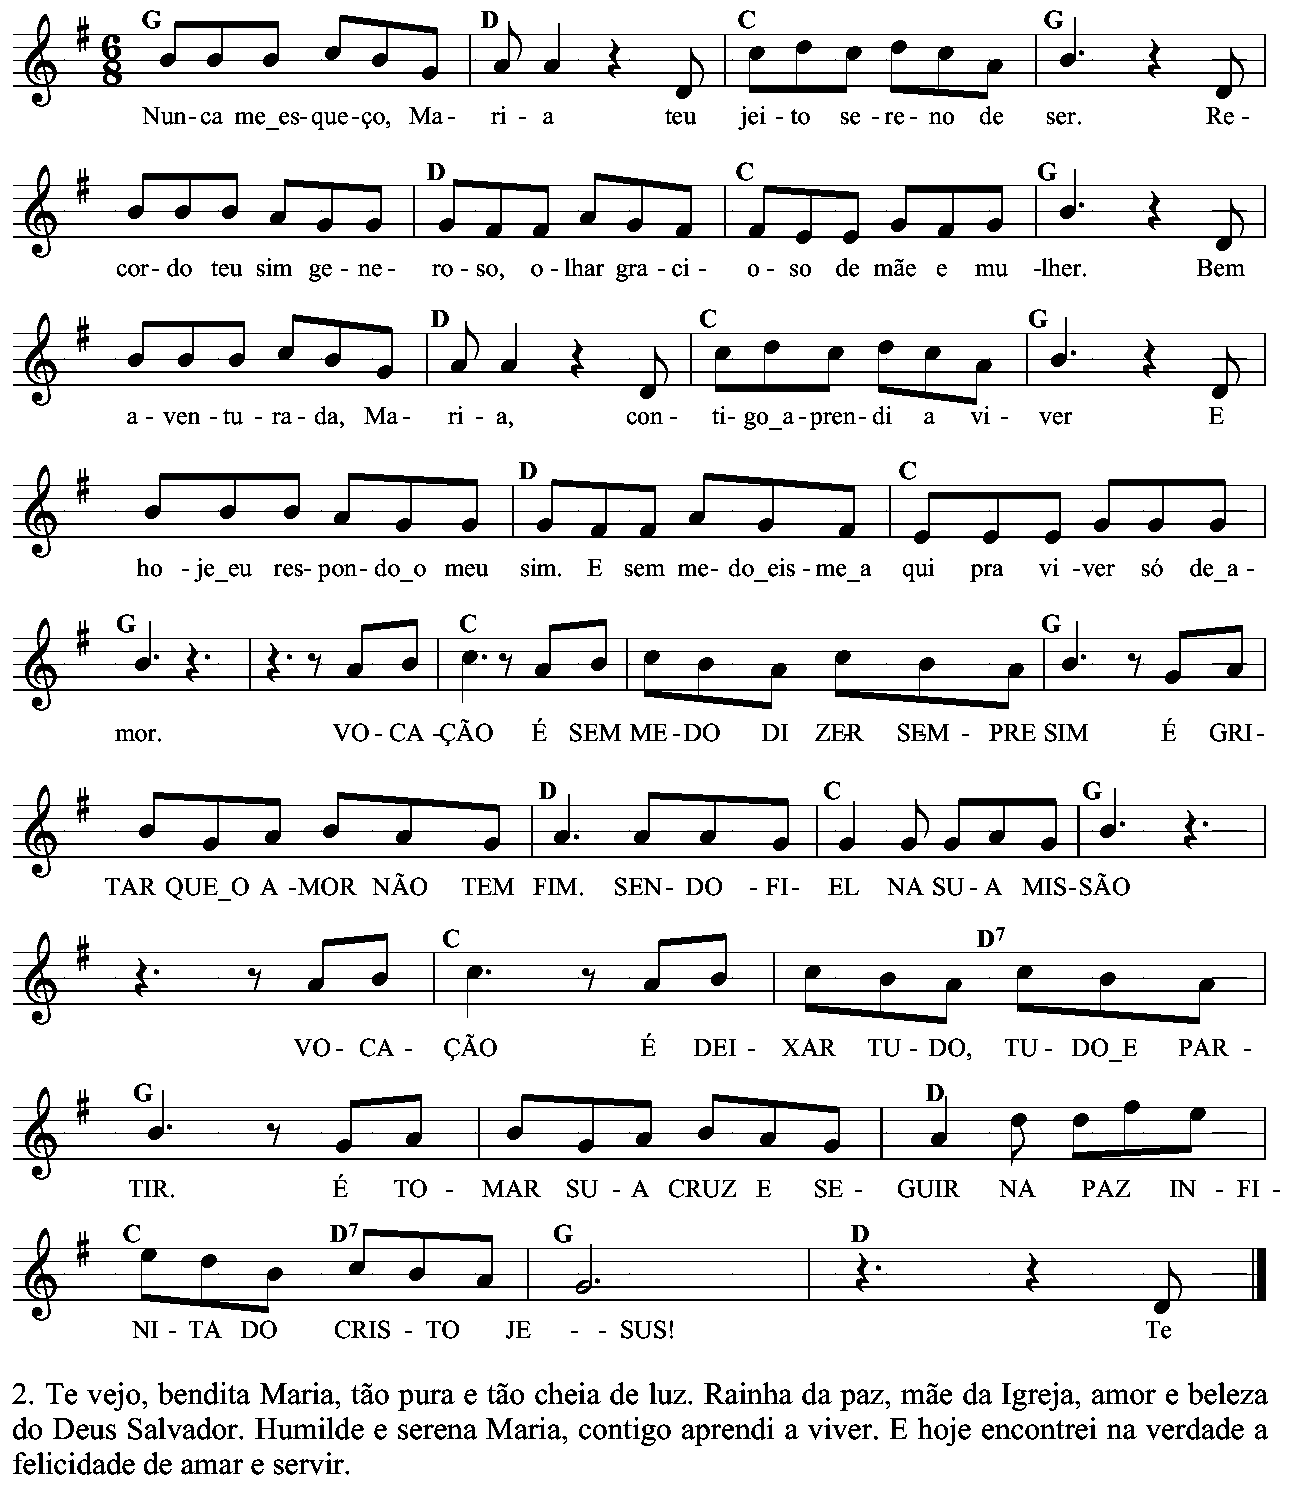 G D C G
6
8
Nun-ca me_es-que-ço, Ma- ri - a teu jei - to se - re - no de ser. Re -
D C G
cor- do teu sim ge - ne - ro - so, o - lhar gra - ci - o - so de mãe e mu -lher. Bem
D C G
a - ven - tu - ra - da, Ma - ri - a, con - ti- go_a-pren-di a vi - ver E
D C
ho -je_eu res- pon- do_o meu sim. E sem me- do_eis-me_a qui pra vi -ver só de_a -
G C G
mor. VO - CA -ÇÃO É SEM ME - DO DI ZER SEM - PRE SIM É GRI -
D C G
TAR QUE_O A -MOR NÃO TEM FIM. SEN - DO -FI - EL NA SU - A MIS-SÃO
C D7
VO - CA - ÇÃO É DEI - XAR TU - DO, TU - DO_E PAR -
G D
TIR. É TO - MAR SU - A CRUZ E SE - GUIR NA PAZ IN - FI -
C D7 G D
NI - TA DO CRIS - TO JE - - SUS! Te
2. Te vejo, bendita Maria, tão pura e tão cheia de luz. Rainha da paz, mãe da Igreja, amor e beleza
do Deus Salvador. Humilde e serena Maria, contigo aprendi a viver. E hoje encontrei na verdade a
felicidade de amar e servir.